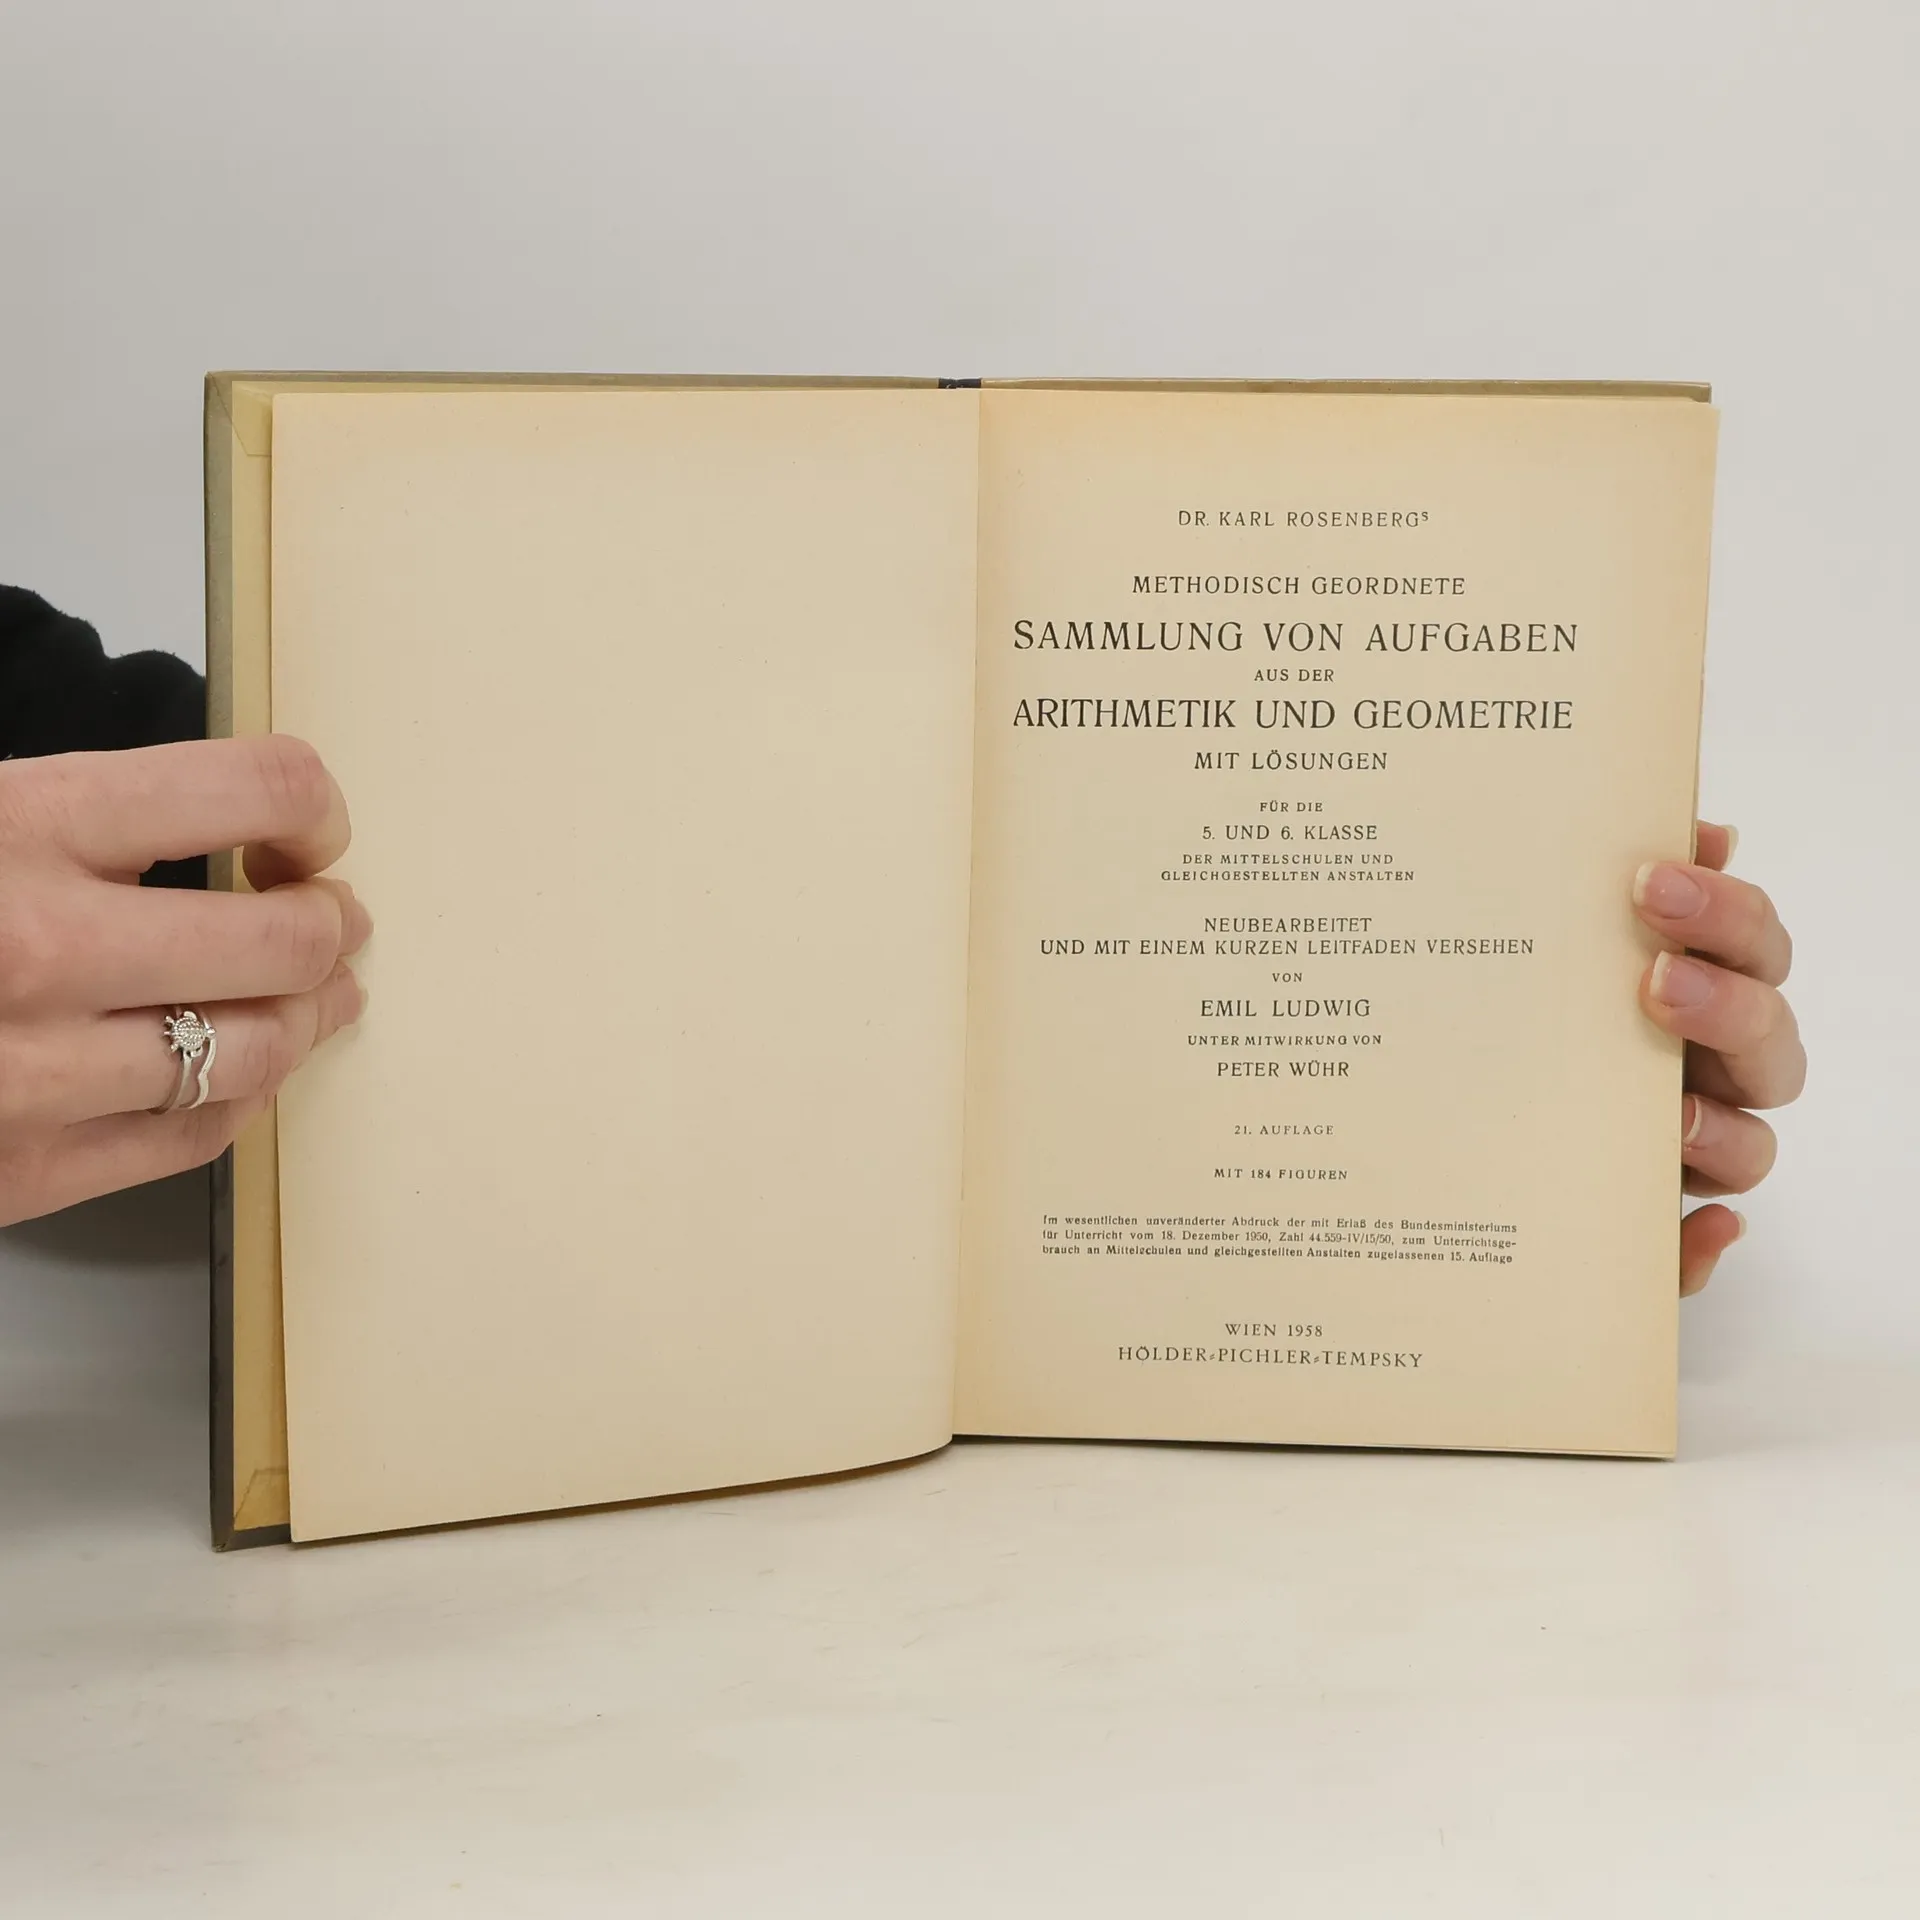 DR. KARL ROSENBERGS
METHODISCH GEORDNETE
SAMMLUNG VON AUFGABEN
AUS DER
ARITHMETIK UND GEOMETRIE
MIT LÖSUNGEN
FÜR DIE
5. UND 6. KLASSE
DER MITTELSCHULEN UND
GLEICHGESTELLTEN ANSTALTEN
NEUBEARBEITET
UND MIT EINEM KURZEN LEITFADEN VERSEHEN
VON
EMIL LUDWIG
UNTER MITWIRKUNG VON
PETER WÜHR
21. AUFLAGE
MIT 184 FIGUREN
Im wesentlichen unveränderter Abdruck der mit Erlaß des Bundesministeriums
für Unterricht vom 18. Dezember 1950, Zahl 44.559-IV/15/50, zum Unterrichtsge-
brauch an Mittelschulen und gleichgestellten Anstalten zugelassenen 15. Auflage
WIEN 1958
HÖLDER-PICHLER-TEMPSKY